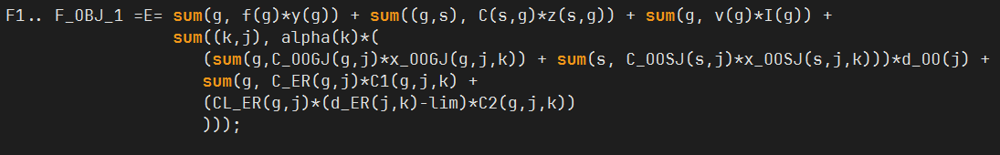 F1.. F_OBJ_1 =E= sum(g, f(g)*y(g)) + sum((g,s), C(s,g)*z(s,g)) + sum(g, v(g)*I(g)) +
sum((k,j), alpha(k)*(
(sum(g,C_OOGJ(g,j)*x_OOGJ(g,j,k)) + sum(s, C_OOSJ(s,j)*x_OOSJ(s,j,k)))*d_OO(j) +
sum(g, C_ER(g,j)*C1(g,j,k) +
(CL_ER(g,j)*(d_ER(j,k)-lim)*C2(g,j,k))
)));